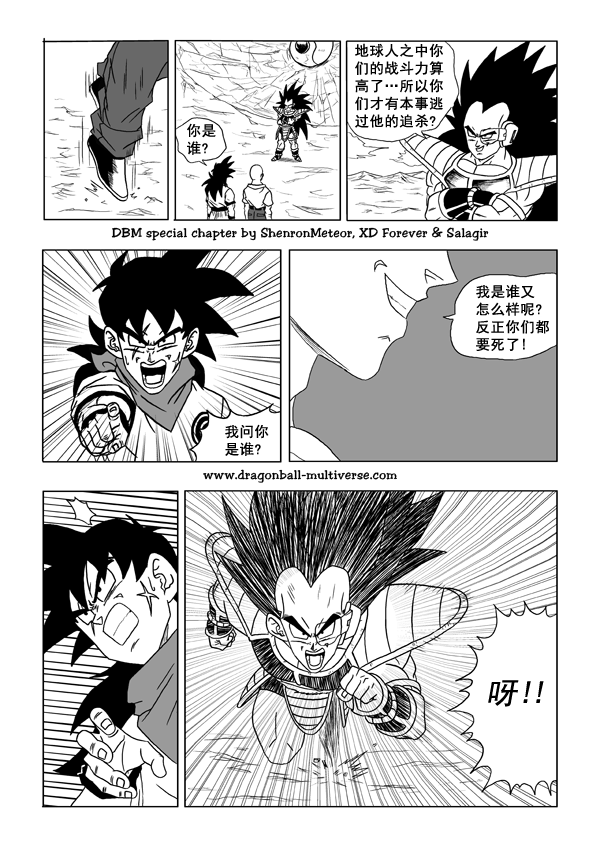 你是
谁?
地球人之中你
们的战斗力算
高了…所以你
们才有本事逃
过他的追杀?
DBM special chapter by ShenronMeteor, XD Forever & Salagir
我问你
是谁?
我是谁又
怎么样呢?
反正你们都
要死了!
www.dragonball-multiverse.com
呀!!